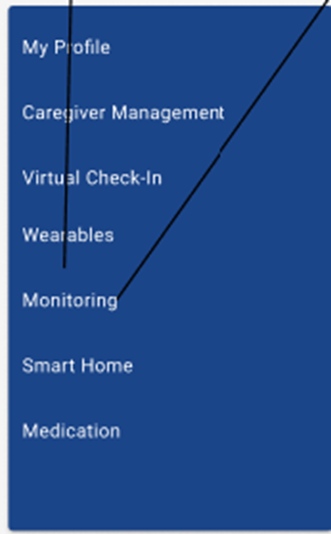 My Profile
Caregiver Management
Virtual Check-In
Wearables
Monitoring
Smart Home
Medication